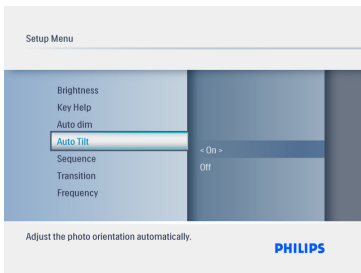 Setup Menu
Brightness
Key Help
Auto dim
Auto Tilt
Sequence
Transition
Frequency
< On >
Off
Adjust the photo orientation automatically.
PHILIPS